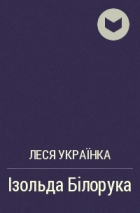 ЛЕСЯ УКРАЇНКА
Ізольда Білорука